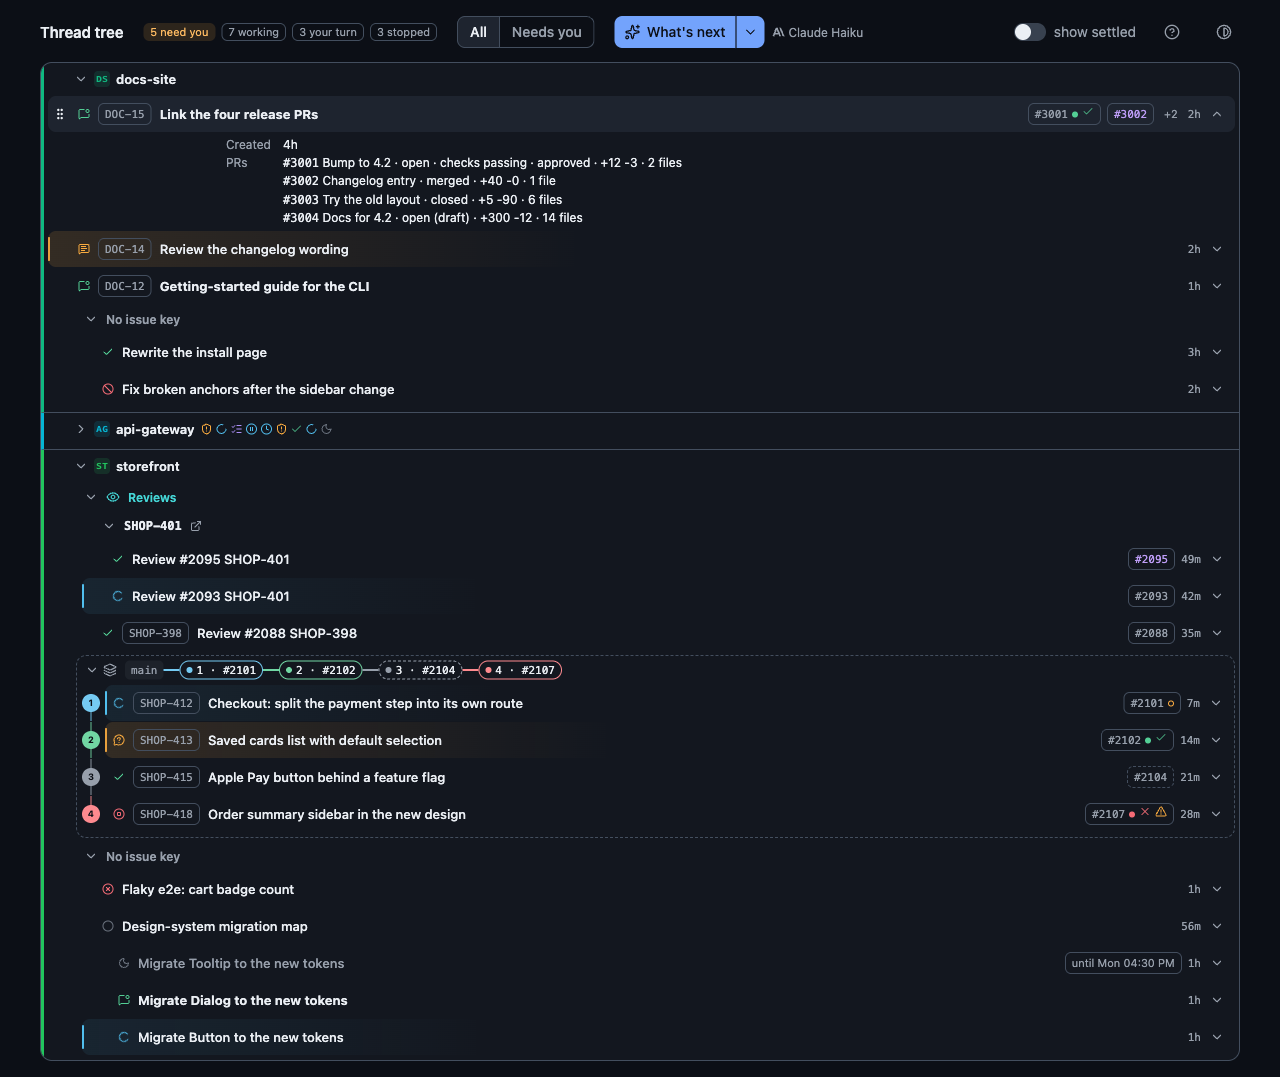 Thread tree 5 need you 7 working 3 your turn 3 stopped All Needs you What's next Claude Haiku show settled
DS docs-site
DOC-15 Link the four release PRs #3001 #3002 +2 2h
Created 4h
PRs #3001 Bump to 4.2 · open · checks passing · approved · +12 -3 · 2 files
#3002 Changelog entry · merged · +40 -0 · 1 file
#3003 Try the old layout · closed · +5 -90 · 6 files
#3004 Docs for 4.2 · open (draft) · +300 -12 · 14 files
DOC-14 Review the changelog wording 2h
DOC-12 Getting-started guide for the CLI 1h
No issue key
Rewrite the install page 3h
Fix broken anchors after the sidebar change 2h
AG api-gateway
ST storefront
Reviews
SHOP-401
Review #2095 SHOP-401 #2095 49m
Review #2093 SHOP-401 #2093 42m
SHOP-398 Review #2088 SHOP-398 #2088 35m
main 1 · #2101 2 · #2102 3 · #2104 4 · #2107
1 SHOP-412 Checkout: split the payment step into its own route #2101 7m
2 SHOP-413 Saved cards list with default selection #2102 14m
3 SHOP-415 Apple Pay button behind a feature flag #2104 21m
4 SHOP-418 Order summary sidebar in the new design #2107 28m
No issue key
Flaky e2e: cart badge count 1h
Design-system migration map 56m
Migrate Tooltip to the new tokens until Mon 04:30 PM 1h
Migrate Dialog to the new tokens 1h
Migrate Button to the new tokens 1h